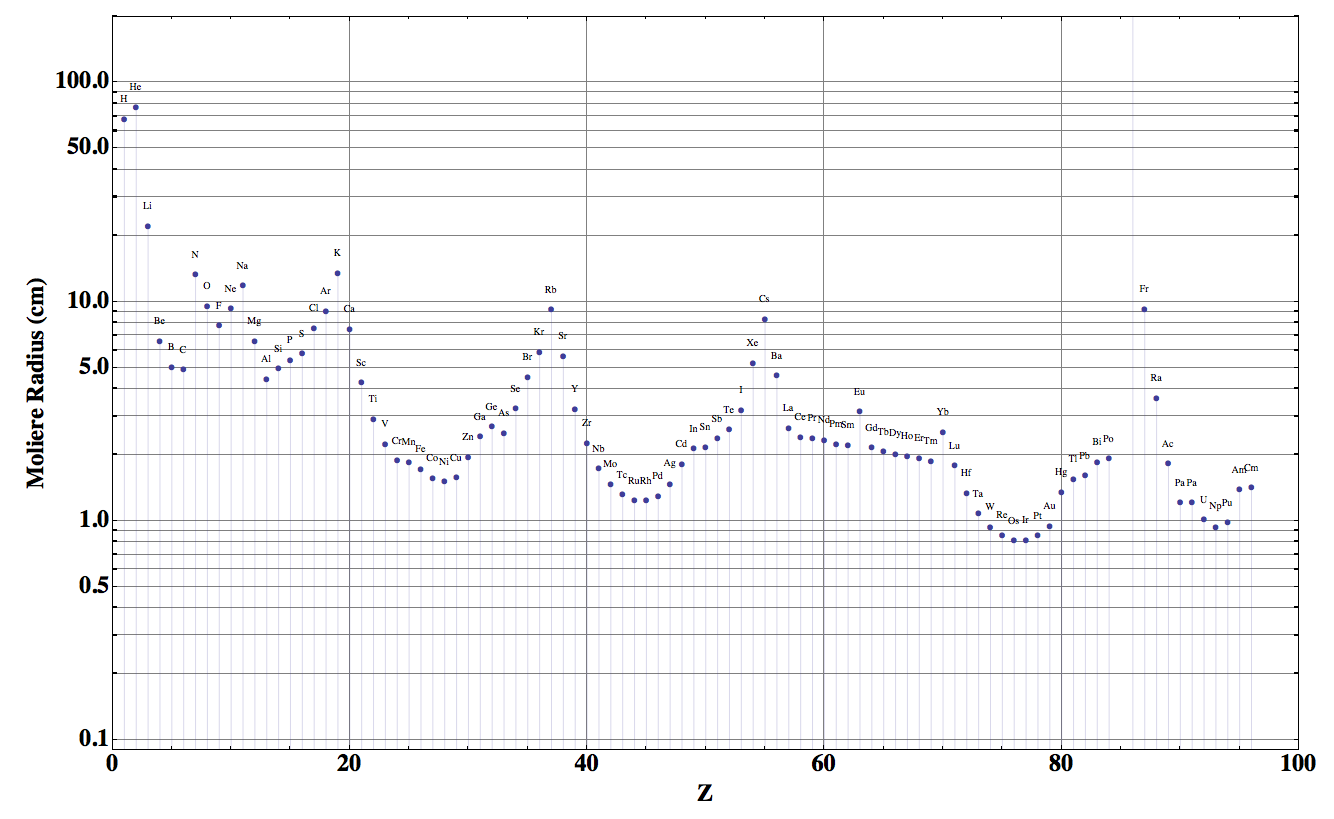 Moliere Radius (cm)
100.0
50.0
10.0
5.0
1.0
0.5
0.1
0
20
40
60
80
100
Z
H
He
Li
Be
B
C
N
O
F
Ne
Na
Mg
Al
Si
P
S
Cl
Ar
K
Ca
Sc
Ti
V
Cr
Mn
Fe
Co
Ni
Cu
Zn
Ga
Ge
As
Se
Br
Kr
Rb
Sr
Y
Zr
Nb
Mo
Tc
Ru
Rh
Pd
Ag
Cd
In
Sn
Sb
Te
I
Xe
Cs
Ba
La
Ce
Pr
Nd
Pm
Sm
Eu
Gd
Tb
Dy
Ho
Er
Tm
Yb
Lu
Hf
Ta
W
Re
Os
Ir
Pt
Au
Hg
Tl
Pb
Bi
Po
Fr
Ra
Ac
Pa
Pa
U
Np
Pu
Am
Cm